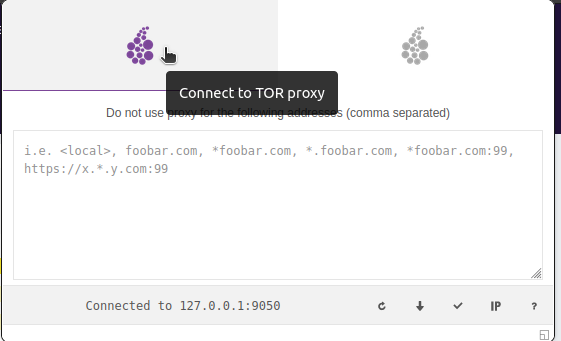 Connect to TOR proxy
Do not use proxy for the following addresses (comma separated)
i.e. <local>, foobar.com, *foobar.com, *.foobar.com, *foobar.com:99,
https://x.*.y.com:99
Connected to 127.0.0.1:9050
IP
?